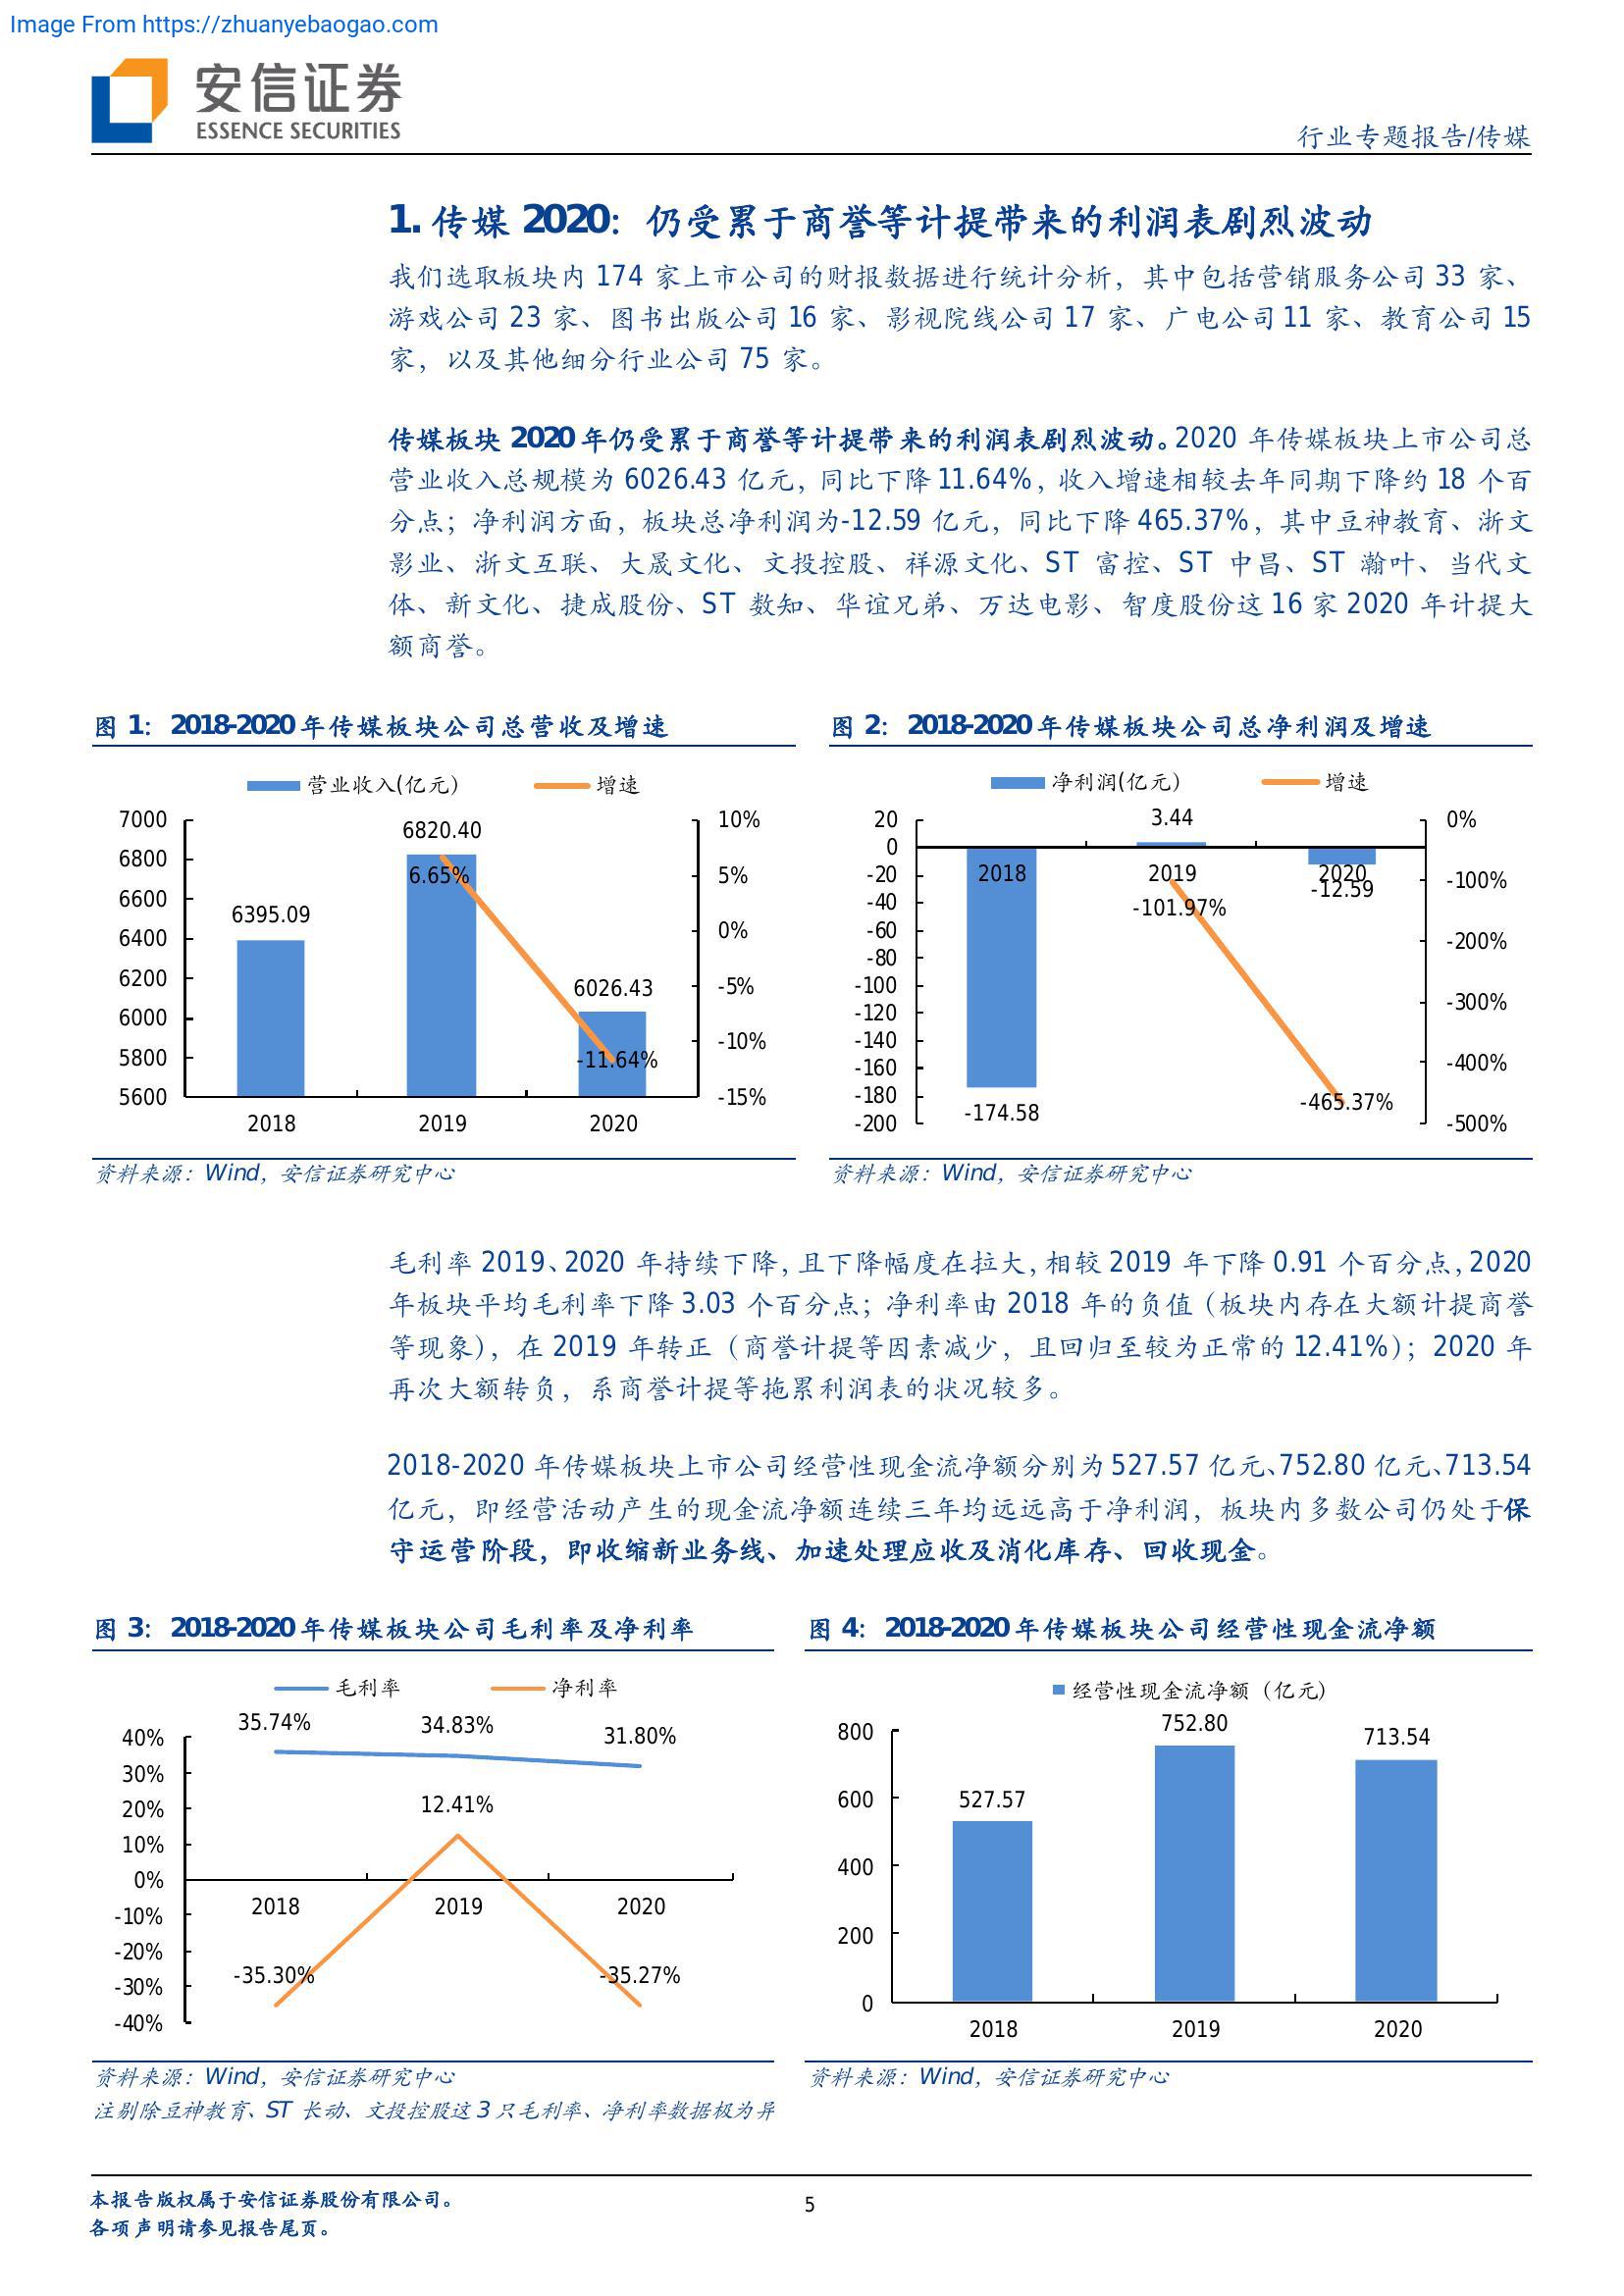 Image From https://zhuanyebaogao.com
安信证券
ESSENCE SECURITIES
行业专题报告/传媒
1. 传媒 2020：仍受累于商誉等计提带来的利润表剧烈波动
我们选取板块内 174 家上市公司的财报数据进行统计分析，其中包括营销服务公司 33 家、
游戏公司 23 家、图书出版公司 16 家、影视院线公司 17 家、广电公司 11 家、教育公司 15
家，以及其他细分行业公司 75 家。
传媒板块 2020 年仍受累于商誉等计提带来的利润表剧烈波动。2020 年传媒板块上市公司总
营业收入总规模为 6026.43 亿元，同比下降 11.64%，收入增速相较去年同期下降约 18 个百
分点；净利润方面，板块总净利润为-12.59 亿元，同比下降 465.37%，其中豆神教育、浙文
影业、浙文互联、大晟文化、文投控股、祥源文化、ST 富控、ST 中昌、ST 瀚叶、当代文
体、新文化、捷成股份、ST 数知、华谊兄弟、万达电影、智度股份这 16 家 2020 年计提大
额商誉。
图 1：2018-2020 年传媒板块公司总营收及增速
营业收入(亿元) 增速
7000
6800
6600
6400
6200
6000
5800
5600
10%
5%
0%
-5%
-10%
-15%
6395.09
6820.40
6026.43
6.65%
-11.64%
2018 2019 2020
资料来源：Wind，安信证券研究中心
图 2：2018-2020 年传媒板块公司总净利润及增速
净利润(亿元) 增速
20
0
-20
-40
-60
-80
-100
-120
-140
-160
-180
-200
0%
-100%
-200%
-300%
-400%
-500%
3.44
2018 2019 2020
-12.59
-101.97%
-174.58
-465.37%
资料来源：Wind，安信证券研究中心
毛利率 2019、2020 年持续下降，且下降幅度在拉大，相较 2019 年下降 0.91 个百分点，2020
年板块平均毛利率下降 3.03 个百分点；净利率由 2018 年的负值（板块内存在大额计提商誉
等现象），在 2019 年转正（商誉计提等因素减少，且回归至较为正常的 12.41%）；2020 年
再次大额转负，系商誉计提等拖累利润表的状况较多。
2018-2020 年传媒板块上市公司经营性现金流净额分别为 527.57 亿元、752.80 亿元、713.54
亿元，即经营活动产生的现金流净额连续三年均远远高于净利润，板块内多数公司仍处于保
守运营阶段，即收缩新业务线、加速处理应收及消化库存、回收现金。
图 3：2018-2020 年传媒板块公司毛利率及净利率
毛利率 净利率
40%
30%
20%
10%
0%
-10%
-20%
-30%
-40%
35.74% 34.83% 31.80%
12.41%
2018 2019 2020
-35.30% -35.27%
资料来源：Wind，安信证券研究中心
注剔除豆神教育、ST 长动、文投控股这 3 只毛利率、净利率数据极为异
图 4：2018-2020 年传媒板块公司经营性现金流净额
经营性现金流净额（亿元）
800
600
400
200
0
527.57
752.80
713.54
2018 2019 2020
资料来源：Wind，安信证券研究中心
本报告版权属于安信证券股份有限公司。
各项声明请参见报告尾页。
5